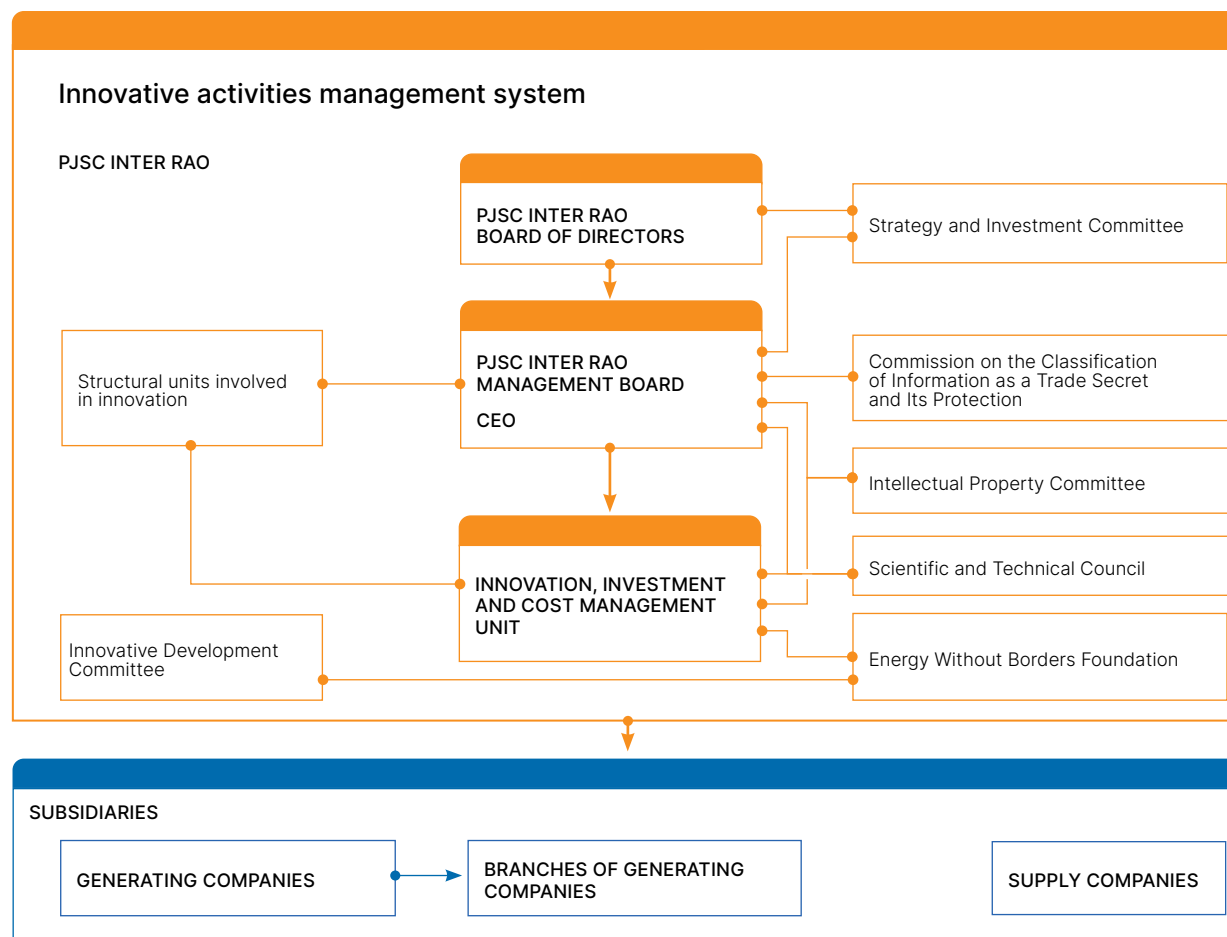 Innovative activities management system
PJSC INTER RAO
PJSC INTER RAO
BOARD OF DIRECTORS
Strategy and Investment Committee
Structural units involved
in innovation
PJSC INTER RAO
MANAGEMENT BOARD
CEO
Commission on the Classification
of Information as a Trade Secret
and Its Protection
Intellectual Property Committee
INNOVATION, INVESTMENT
AND COST MANAGEMENT
UNIT
Scientific and Technical Council
Innovative Development
Committee
Energy Without Borders Foundation
SUBSIDIARIES
GENERATING COMPANIES
BRANCHES OF GENERATING
COMPANIES
SUPPLY COMPANIES